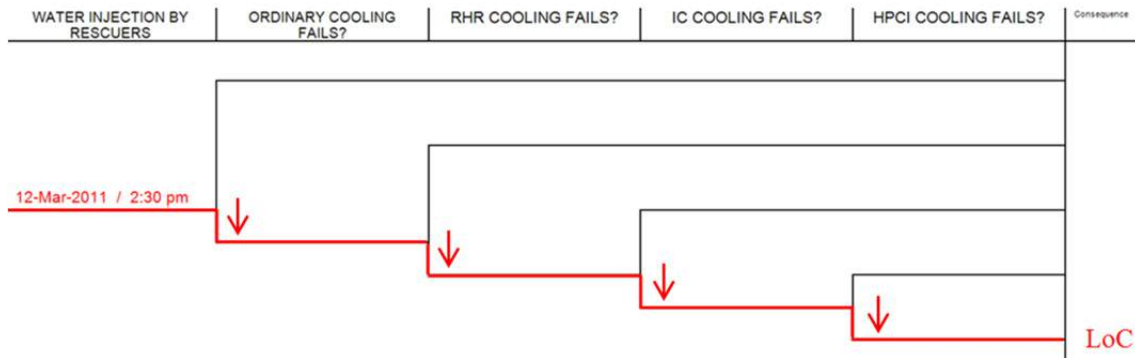 WATER INJECTION BY
RESCUERS
ORDINARY COOLING
FAILS?
RHR COOLING FAILS?
IC COOLING FAILS?
HPCI COOLING FAILS?
Consequence
12-Mar-2011 / 2:30 pm
LoC